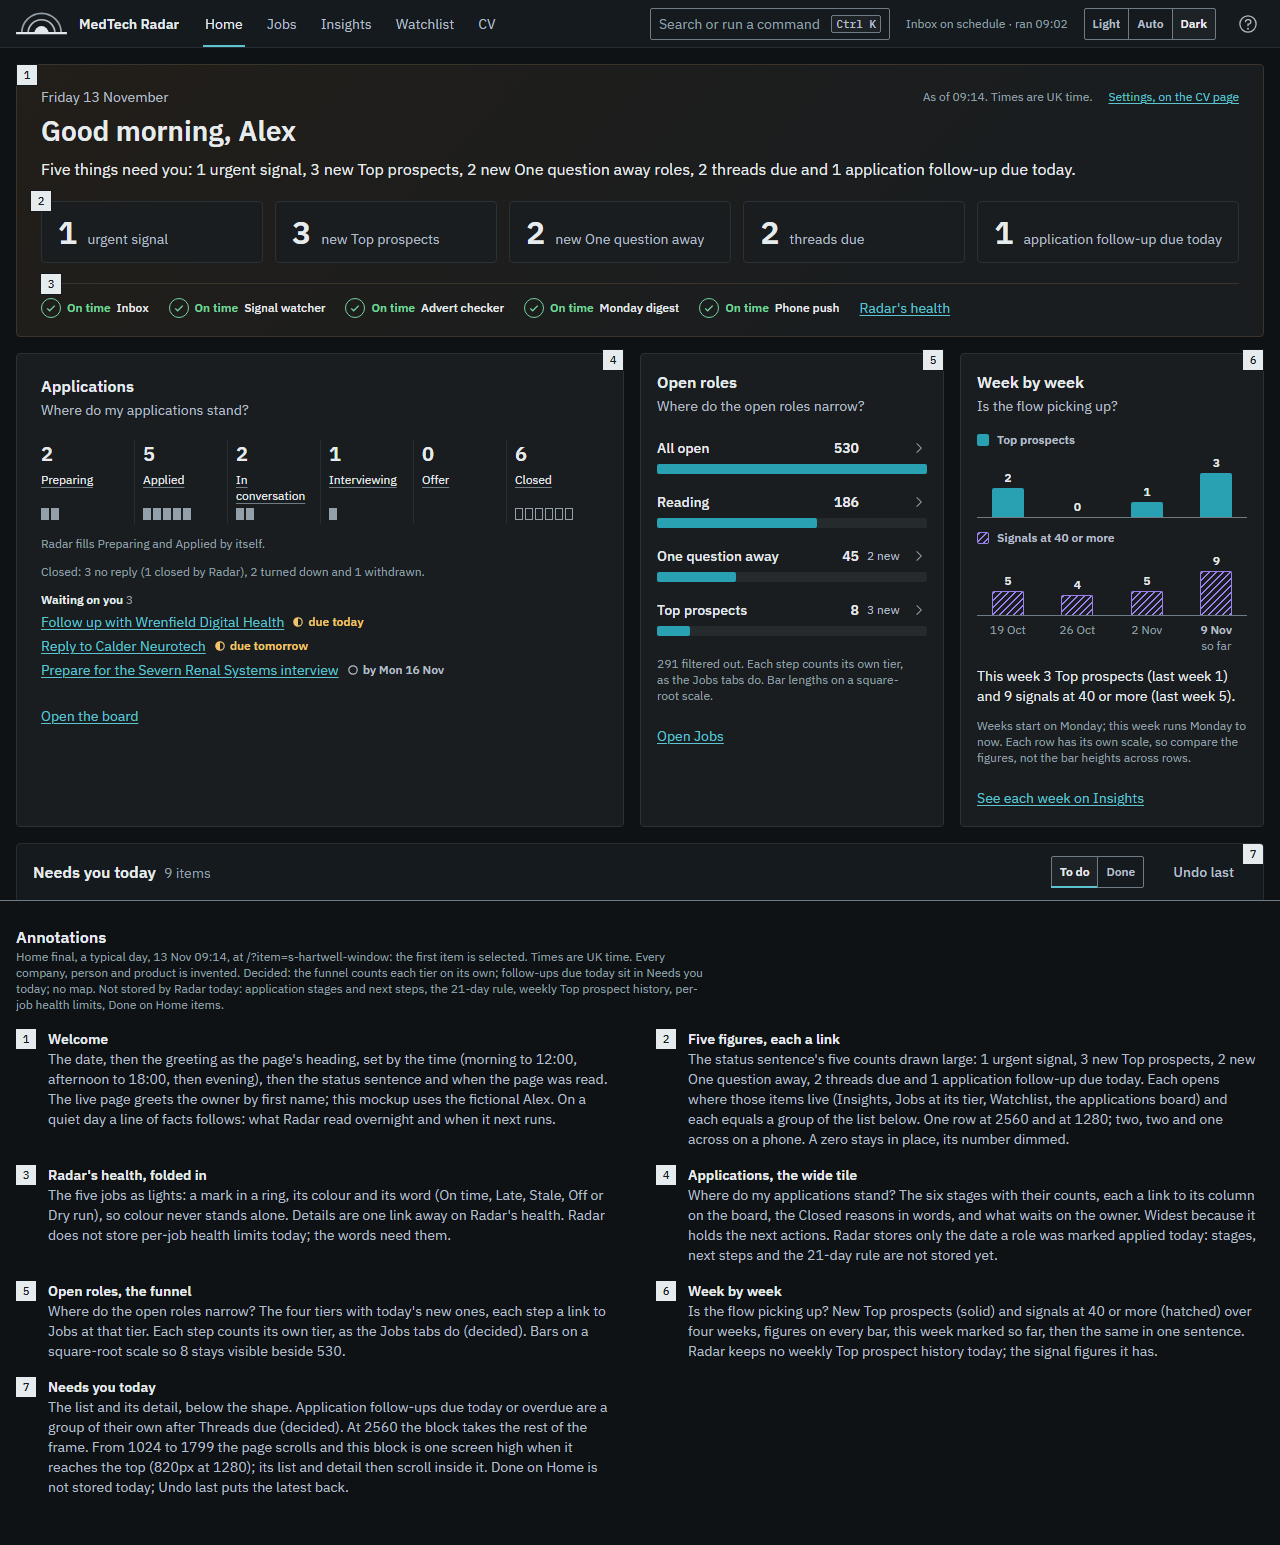 MedTech Radar
Home
Jobs
Insights
Watchlist
CV
Search or run a command Ctrl K
Inbox on schedule · ran 09:02
Light
Auto
Dark
1
Friday 13 November
As of 09:14. Times are UK time.
Settings, on the CV page
Good morning, Alex
Five things need you: 1 urgent signal, 3 new Top prospects, 2 new One question away roles, 2 threads due and 1 application follow-up due today.
2
1 urgent signal
3 new Top prospects
2 new One question away
2 threads due
1 application follow-up due today
3
On time Inbox
On time Signal watcher
On time Advert checker
On time Monday digest
On time Phone push
Radar's health
4
Applications
Where do my applications stand?
2
Preparing
5
Applied
2
In
conversation
1
Interviewing
0
Offer
6
Closed
Radar fills Preparing and Applied by itself.
Closed: 3 no reply (1 closed by Radar), 2 turned down and 1 withdrawn.
Waiting on you 3
Follow up with Wrenfield Digital Health due today
Reply to Calder Neurotech due tomorrow
Prepare for the Severn Renal Systems interview by Mon 16 Nov
Open the board
5
Open roles
Where do the open roles narrow?
All open 530
Reading 186
One question away 45 2 new
Top prospects 8 3 new
291 filtered out. Each step counts its own tier,
as the Jobs tabs do. Bar lengths on a square-
root scale.
Open Jobs
6
Week by week
Is the flow picking up?
Top prospects
2
0
1
3
Signals at 40 or more
5
4
5
9
19 Oct
26 Oct
2 Nov
9 Nov
so far
This week 3 Top prospects (last week 1)
and 9 signals at 40 or more (last week 5).
Weeks start on Monday; this week runs Monday to
now. Each row has its own scale, so compare the
figures, not the bar heights across rows.
See each week on Insights
7
Needs you today 9 items
To do
Done
Undo last
Annotations
Home final, a typical day, 13 Nov 09:14, at /?item=s-hartwell-window: the first item is selected. Times are UK time. Every
company, person and product is invented. Decided: the funnel counts each tier on its own; follow-ups due today sit in Needs you
today; no map. Not stored by Radar today: application stages and next steps, the 21-day rule, weekly Top prospect history, per-
job health limits, Done on Home items.
1
Welcome
The date, then the greeting as the page's heading, set by the time (morning to 12:00,
afternoon to 18:00, then evening), then the status sentence and when the page was read.
The live page greets the owner by first name; this mockup uses the fictional Alex. On a
quiet day a line of facts follows: what Radar read overnight and when it next runs.
2
Five figures, each a link
The status sentence's five counts drawn large: 1 urgent signal, 3 new Top prospects, 2 new
One question away, 2 threads due and 1 application follow-up due today. Each opens
where those items live (Insights, Jobs at its tier, Watchlist, the applications board) and
each equals a group of the list below. One row at 2560 and at 1280; two, two and one
across on a phone. A zero stays in place, its number dimmed.
3
Radar's health, folded in
The five jobs as lights: a mark in a ring, its colour and its word (On time, Late, Stale, Off or
Dry run), so colour never stands alone. Details are one link away on Radar's health. Radar
does not store per-job health limits today; the words need them.
4
Applications, the wide tile
Where do my applications stand? The six stages with their counts, each a link to its column
on the board, the Closed reasons in words, and what waits on the owner. Widest because it
holds the next actions. Radar stores only the date a role was marked applied today: stages,
next steps and the 21-day rule are not stored yet.
5
Open roles, the funnel
Where do the open roles narrow? The four tiers with today's new ones, each step a link to
Jobs at that tier. Each step counts its own tier, as the Jobs tabs do (decided). Bars on a
square-root scale so 8 stays visible beside 530.
6
Week by week
Is the flow picking up? New Top prospects (solid) and signals at 40 or more (hatched) over
four weeks, figures on every bar, this week marked so far, then the same in one sentence.
Radar keeps no weekly Top prospect history today; the signal figures it has.
7
Needs you today
The list and its detail, below the shape. Application follow-ups due today or overdue are a
group of their own after Threads due (decided). At 2560 the block takes the rest of the
frame. From 1024 to 1799 the page scrolls and this block is one screen high when it
reaches the top (820px at 1280); its list and detail then scroll inside it. Done on Home is
not stored today; Undo last puts the latest back.